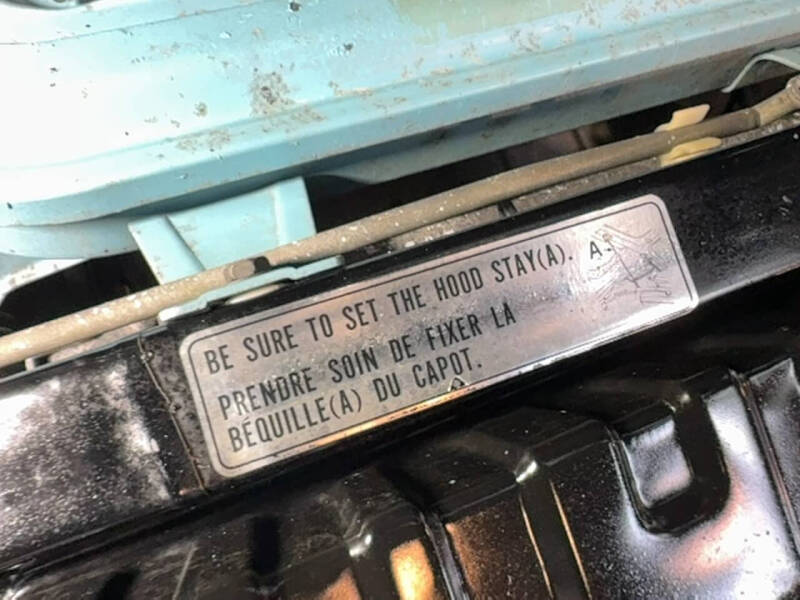 BE SURE TO SET THE HOOD STAY(A). A
PRENDRE SOIN DE FIXER LA
BÉQUILLE(A) DU CAPOT.